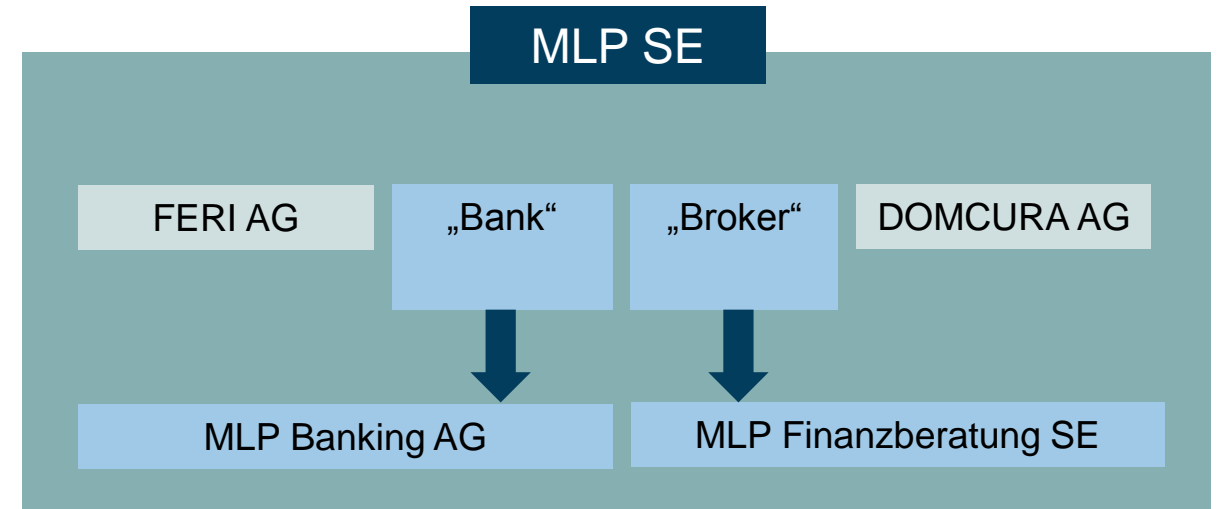 MLP SE
FERI AG
„Bank“
„Broker“
DOMCURA AG
MLP Banking AG
MLP Finanzberatung SE